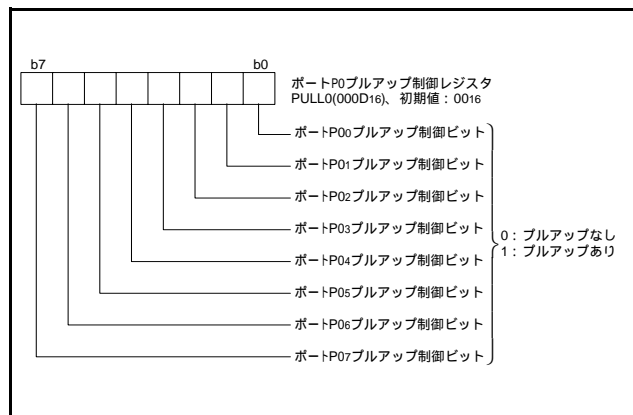 b7 b0
ポートP0プルアップ制御レジスタ
PULL0(000D16)、初期値：0016
ポートP00プルアップ制御ビット
ポートP01プルアップ制御ビット
ポートP02プルアップ制御ビット
ポートP03プルアップ制御ビット
ポートP04プルアップ制御ビット
ポートP05プルアップ制御ビット
ポートP06プルアップ制御ビット
ポートP07プルアップ制御ビット
0：プルアップなし
1：プルアップあり